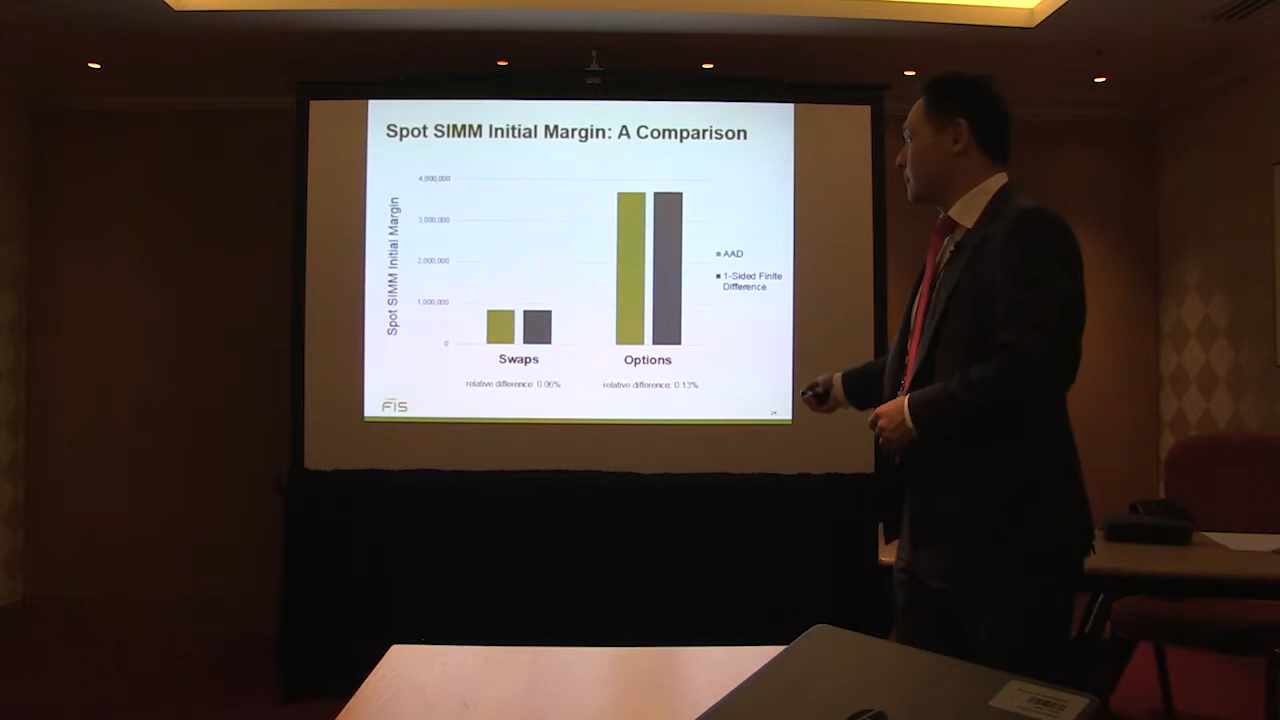 Spot SIMM Initial Margin: A Comparison
Spot SIMM Initial Margin
4,000,000
3,000,000
2,000,000
1,000,000
0
AAD
1-Sided Finite
Difference
Swaps
Options
relative difference: 0.06%
relative difference: 0.13%
FIS
24